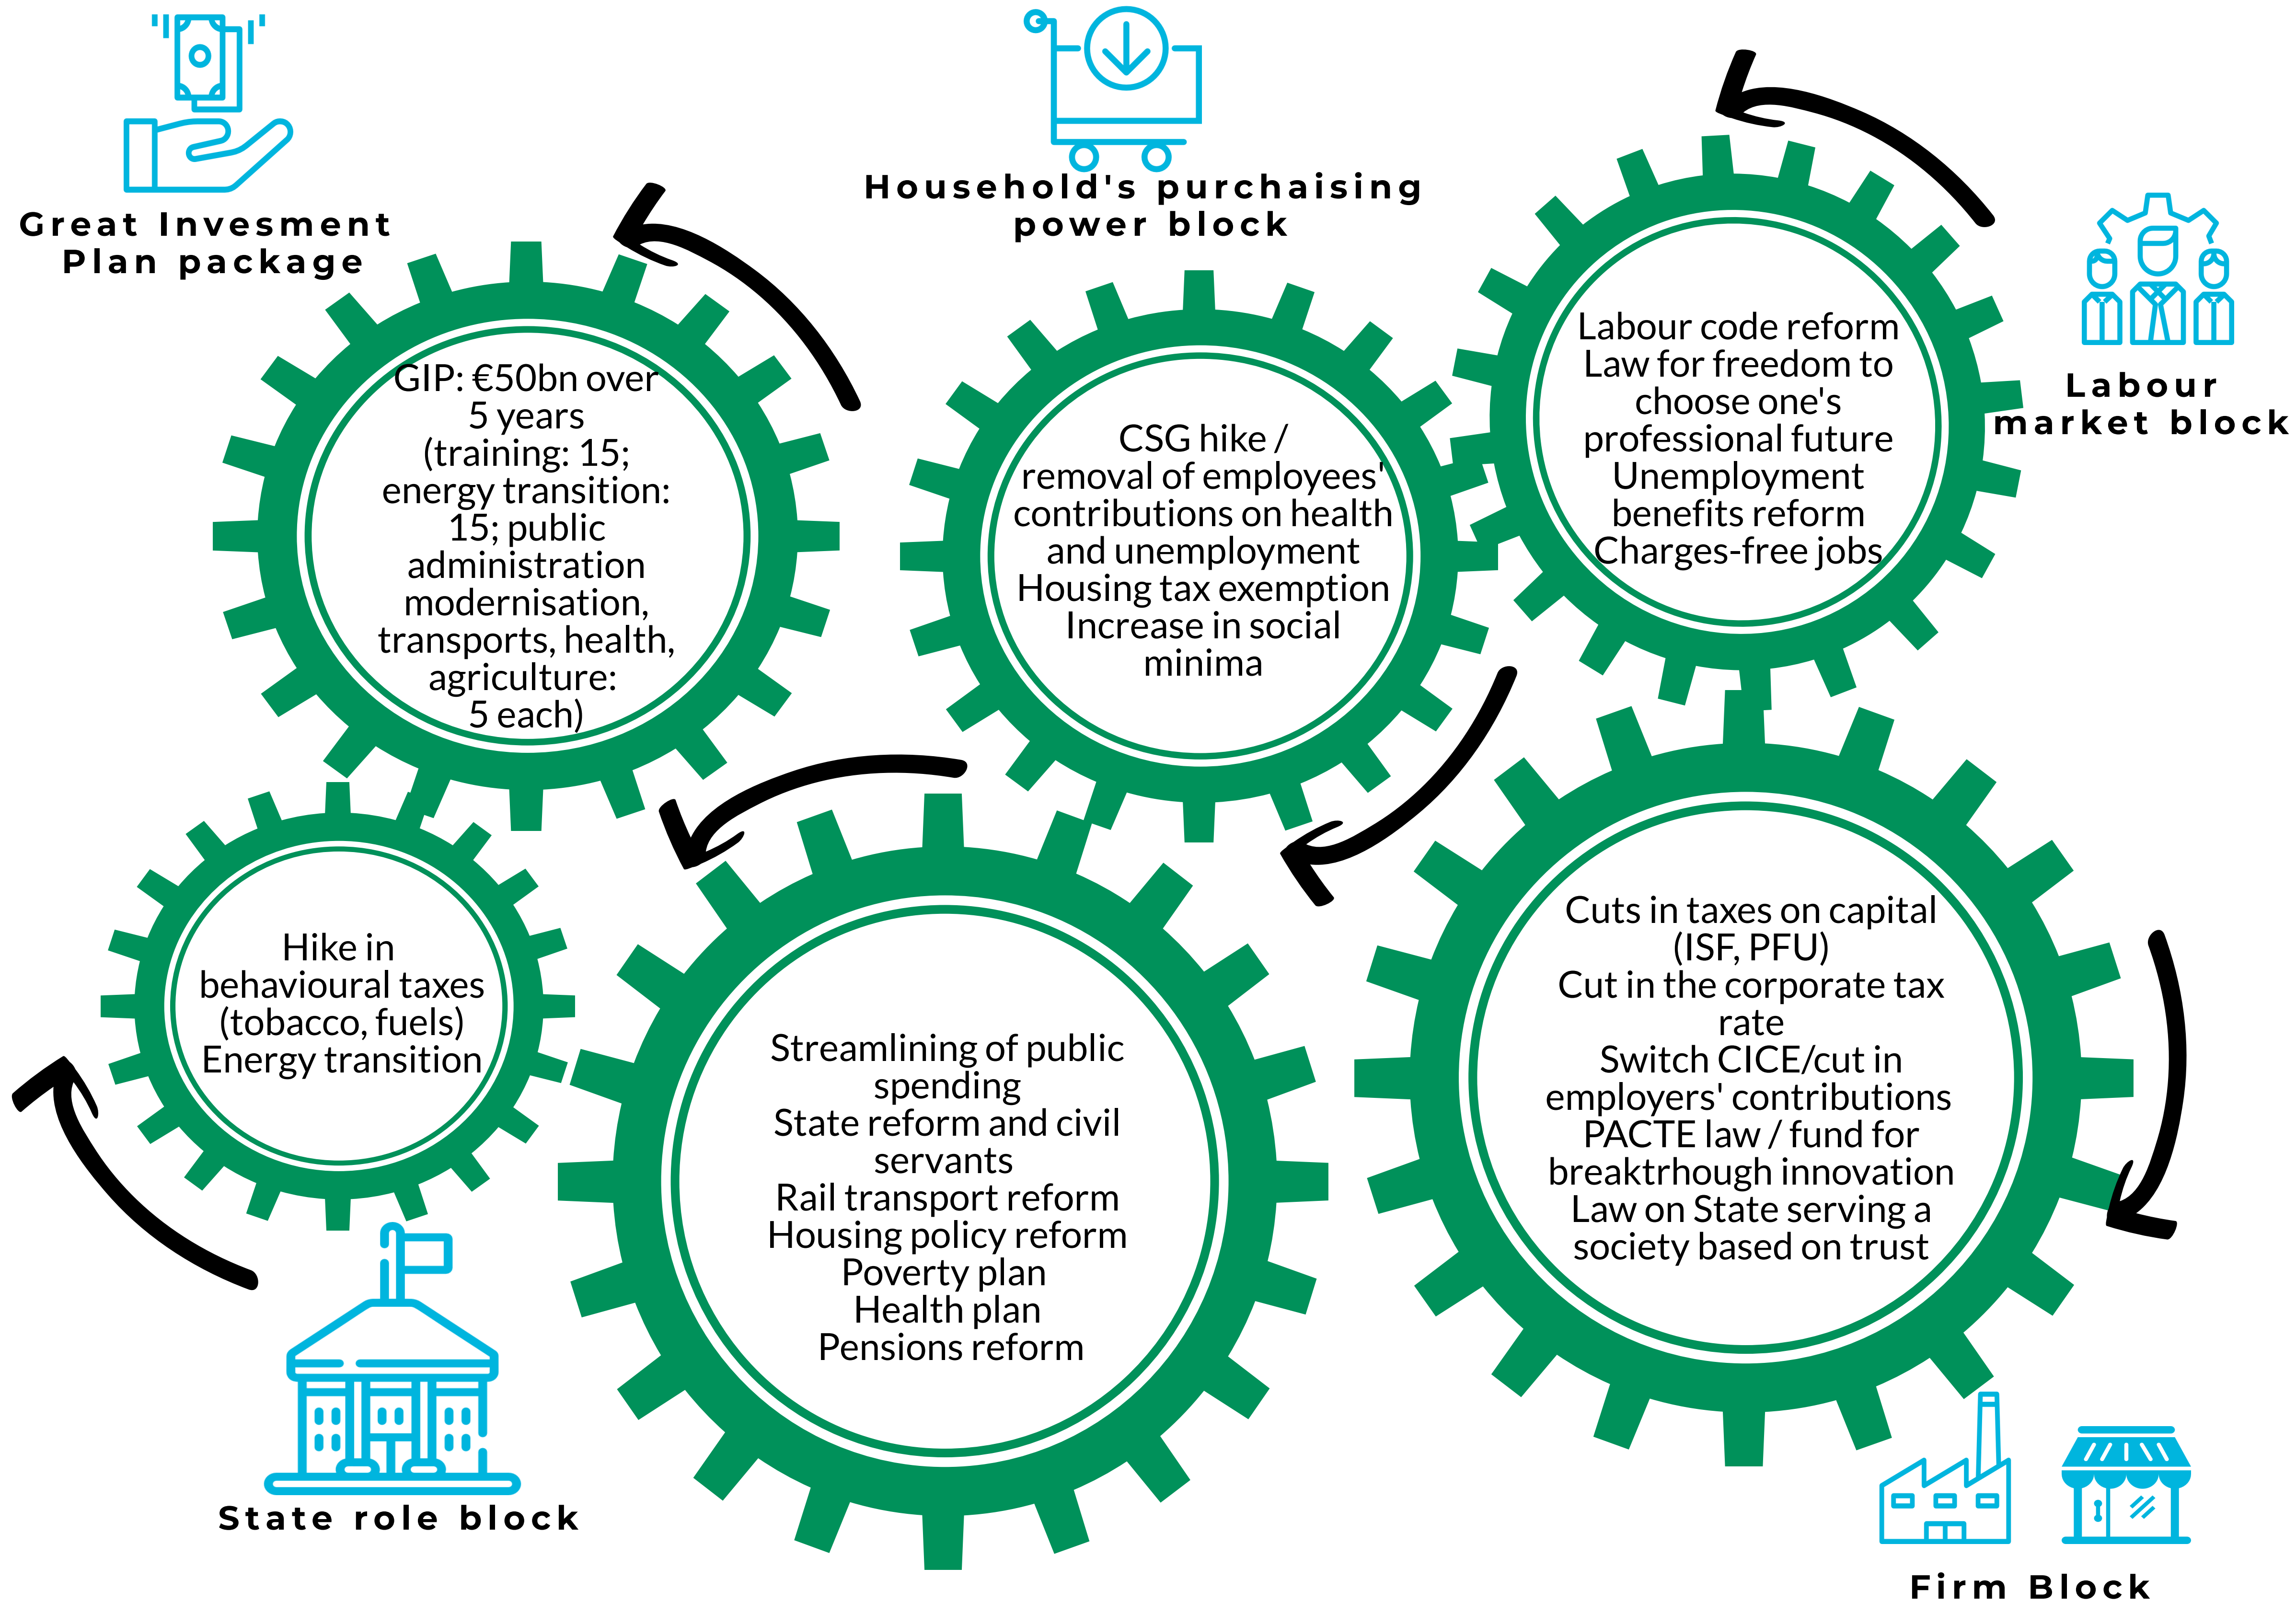 Great Invesment
Plan package
GIP: €50bn over
5 years
(training: 15;
energy transition:
15; public
administration
modernisation,
transports, health,
agriculture:
5 each)
Household's purchaising
power block
CSG hike /
removal of employees'
contributions on health
and unemployment
Housing tax exemption
Increase in social
minima
Labour code reform
Law for freedom to
choose one's
professional future
Unemployment
benefits reform
Charges-free jobs
Labour
market block
Hike in
behavioural taxes
(tobacco, fuels)
Energy transition
State role block
Streamlining of public
spending
State reform and civil
servants
Rail transport reform
Housing policy reform
Poverty plan
Health plan
Pensions reform
Cuts in taxes on capital
(ISF, PFU)
Cut in the corporate tax
rate
Switch CICE/cut in
employers' contributions
PACTE law / fund for
breaktrhough innovation
Law on State serving a
society based on trust
Firm Block